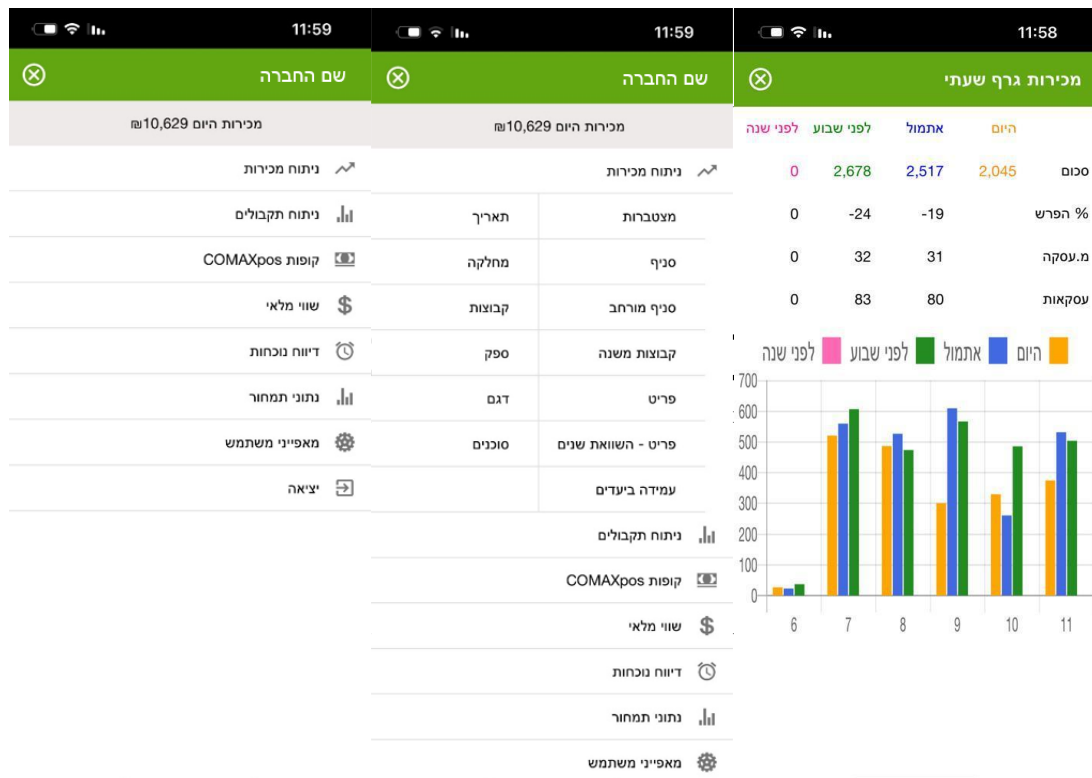 11:59
שם החברה
מכירות היום 10,629₪
ניתוח מכירות
ניתוח תקבולים
קופות COMAXpos
שווי מלאי
דיווח נוכחות
נתוני תמחור
מאפייני משתמש
יציאה
11:59
שם החברה
מכירות היום 10,629₪
ניתוח מכירות
מצטברות תאריך
סניף מחלקה
סניף מורחב קבוצות
קבוצות משנה ספק
פריט דגם
פריט - השוואת שנים סוכנים
עמידה ביעדים
ניתוח תקבולים
קופות COMAXpos
שווי מלאי
דיווח נוכחות
נתוני תמחור
מאפייני משתמש
11:58
מכירות גרף שעתי
היום אתמול לפני שבוע לפני שנה
סכום 2,045 2,517 2,678 0
% הפרש -19 -24 0
מ.עסקה 31 32 0
עסקאות 80 83 0
היום אתמול לפני שבוע לפני שנה
700
600
500
400
300
200
100
0
6 7 8 9 10 11